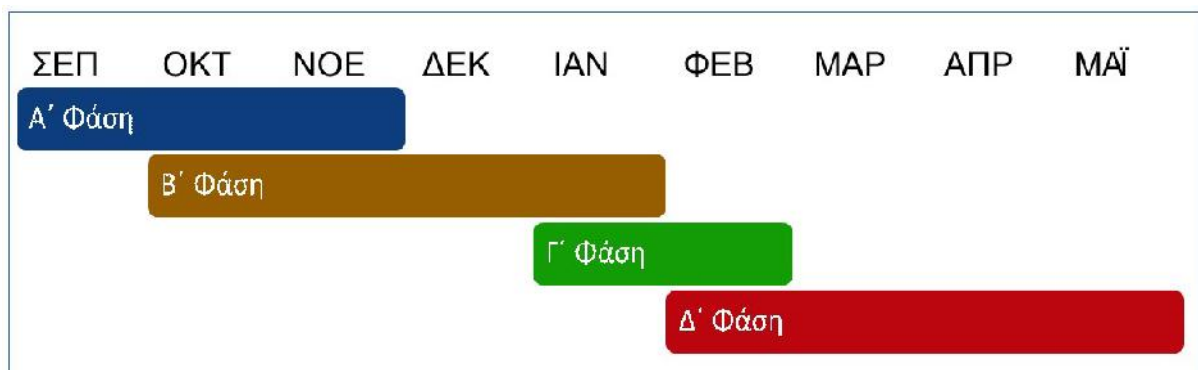 ΣΕΠ ΟΚΤ ΝΟΕ ΔΕΚ ΙΑΝ ΦΕΒ ΜΑΡ ΑΠΡ ΜΑΪ
Α΄ Φάση
Β΄ Φάση
Γ΄ Φάση
Δ΄ Φάση